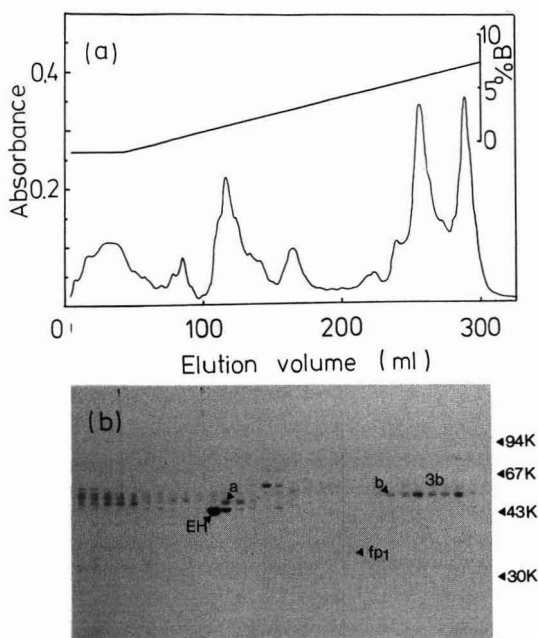 (a)
0,4
0.2
Absorbance
10
5
0
%B
0 100 200 300
Elution volume (ml)
(b)
94K
67K
a
b
3b
43K
EH
fp1
30K